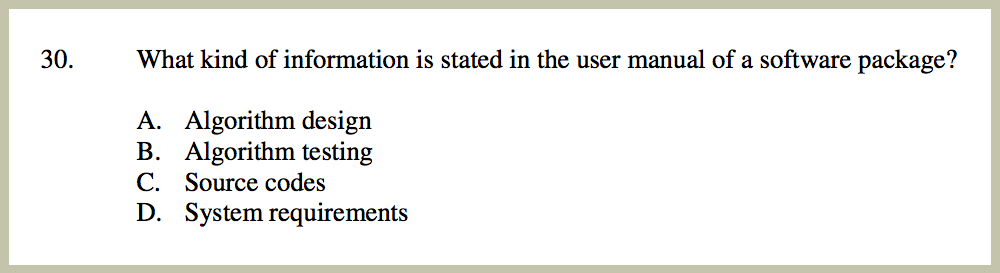 30. What kind of information is stated in the user manual of a software package?
A. Algorithm design
B. Algorithm testing
C. Source codes
D. System requirements